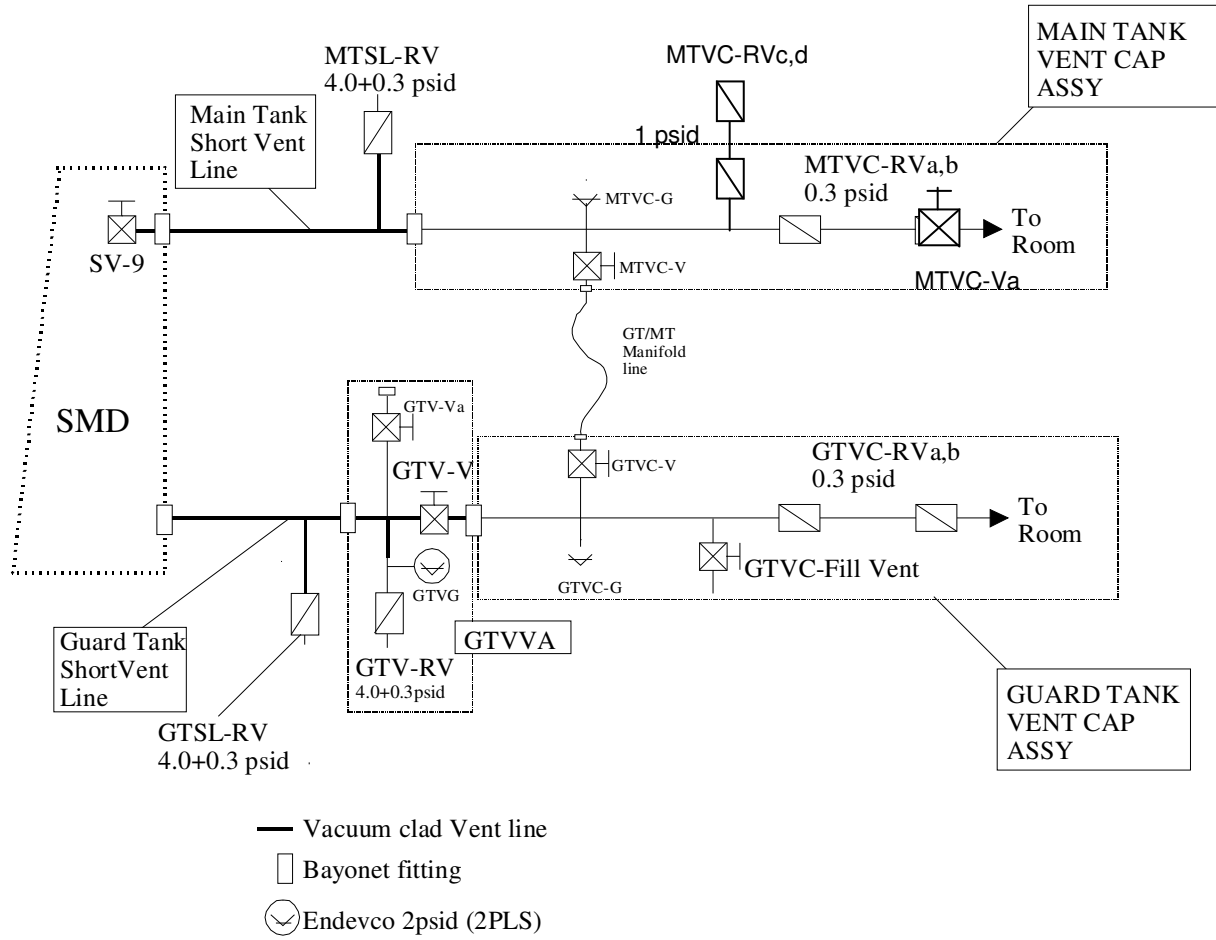 MAIN TANK
VENT CAP
ASSY
MTSL-RV
4.0+0.3 psid
MTVC-RVc,d
1 psid
Main Tank
Short Vent
Line
MTVC-RVa,b
0.3 psid
MTVC-G
To
Room
SV-9
MTVC-V
MTVC-Va
GT/MT
Manifold
line
SMD
GTV-Va
GTV-V
GTVC-V
GTVC-RVa,b
0.3 psid
To
Room
GTVG
GTVC-G
GTVC-Fill Vent
Guard Tank
ShortVent
Line
GTVVA
GTV-RV
4.0+0.3psid
GTSL-RV
4.0+0.3 psid
GUARD TANK
VENT CAP
ASSY
Vacuum clad Vent line
Bayonet fitting
Endevco 2psid (2PLS)